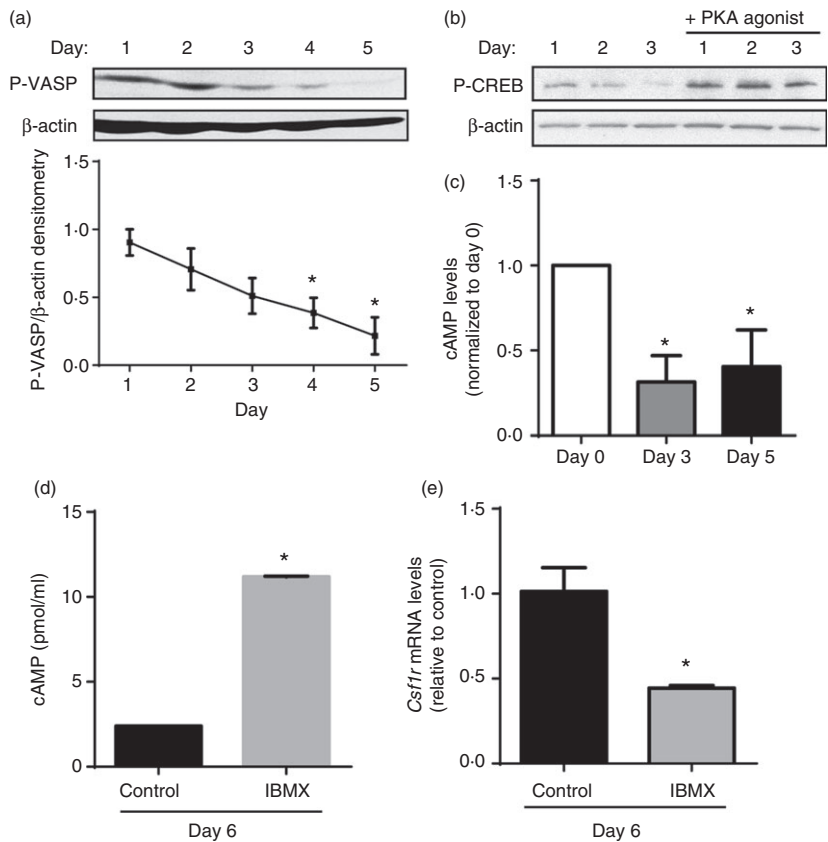 (a)
Day: 1 2 3 4 5
P-VASP
β-actin
P-VASP/β-actin densitometry
1·5
1·0
0·5
0·0
1 2 3 4 5
Day
* *
(b)
+ PKA agonist
Day: 1 2 3 1 2 3
P-CREB
β-actin
(c)
cAMP levels
(normalized to day 0)
1·5
1·0
0·5
0·0
* *
Day 0 Day 3 Day 5
(d)
cAMP (pmol/ml)
15
10
5
0
*
Control IBMX
Day 6
(e)
Csf1r mRNA levels
(relative to control)
1·5
1·0
0·5
0·0
*
Control IBMX
Day 6